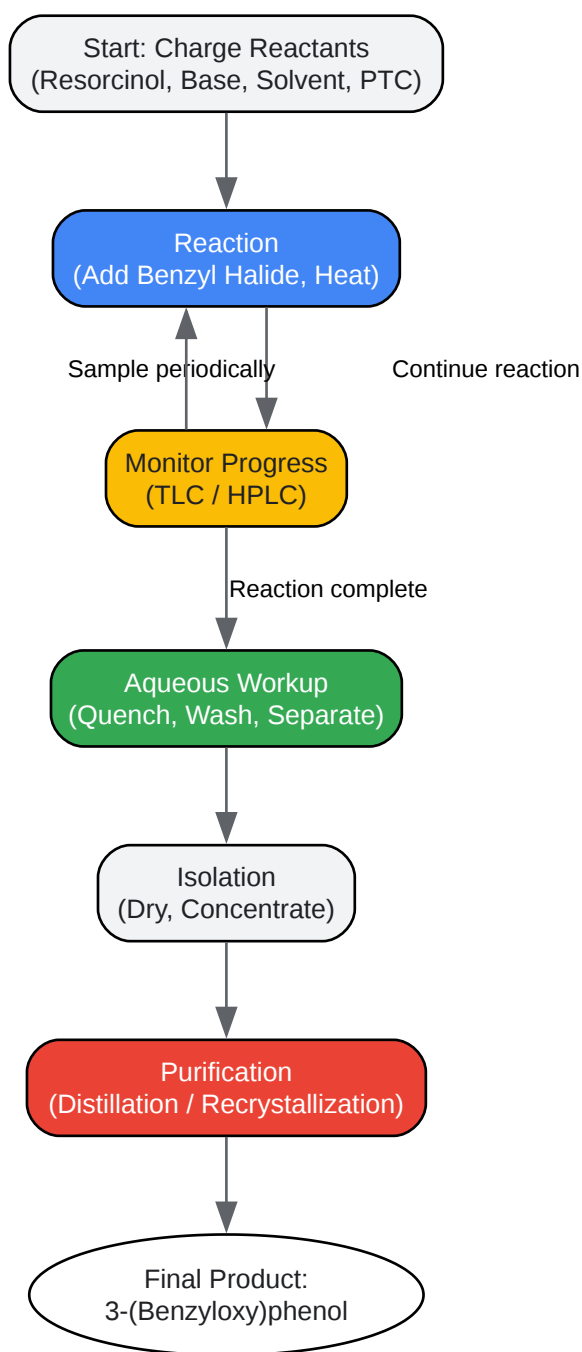 Start: Charge Reactants
(Resorcinol, Base, Solvent, PTC)
Reaction
(Add Benzyl Halide, Heat)
Sample periodically
Continue reaction
Monitor Progress
(TLC / HPLC)
Reaction complete
Aqueous Workup
(Quench, Wash, Separate)
Isolation
(Dry, Concentrate)
Purification
(Distillation / Recrystallization)
Final Product:
3-(Benzyloxy)phenol